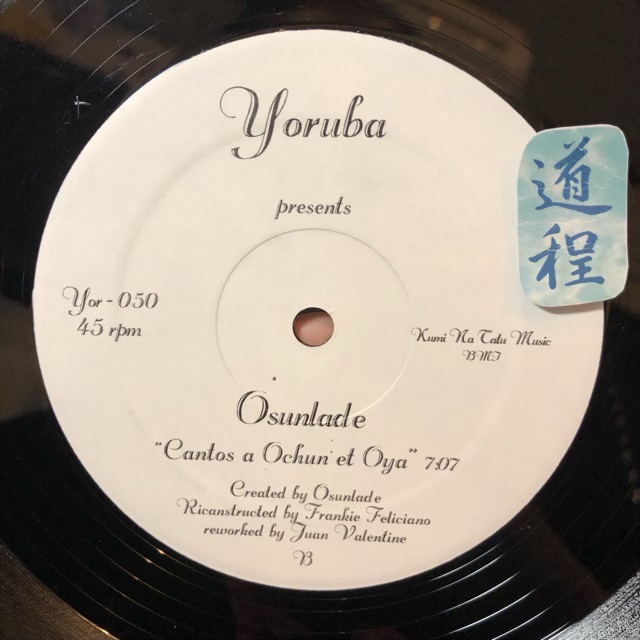 Yoruba
presents
Yor - 050
45 rpm
Kumi Na Tatu Music
BMI
Osunlade
"Cantos a Ochun et Oya" 7:07
Created by Osunlade
Ricanstructed by Frankie Feliciano
reworked by Juan Valentine
B
道程